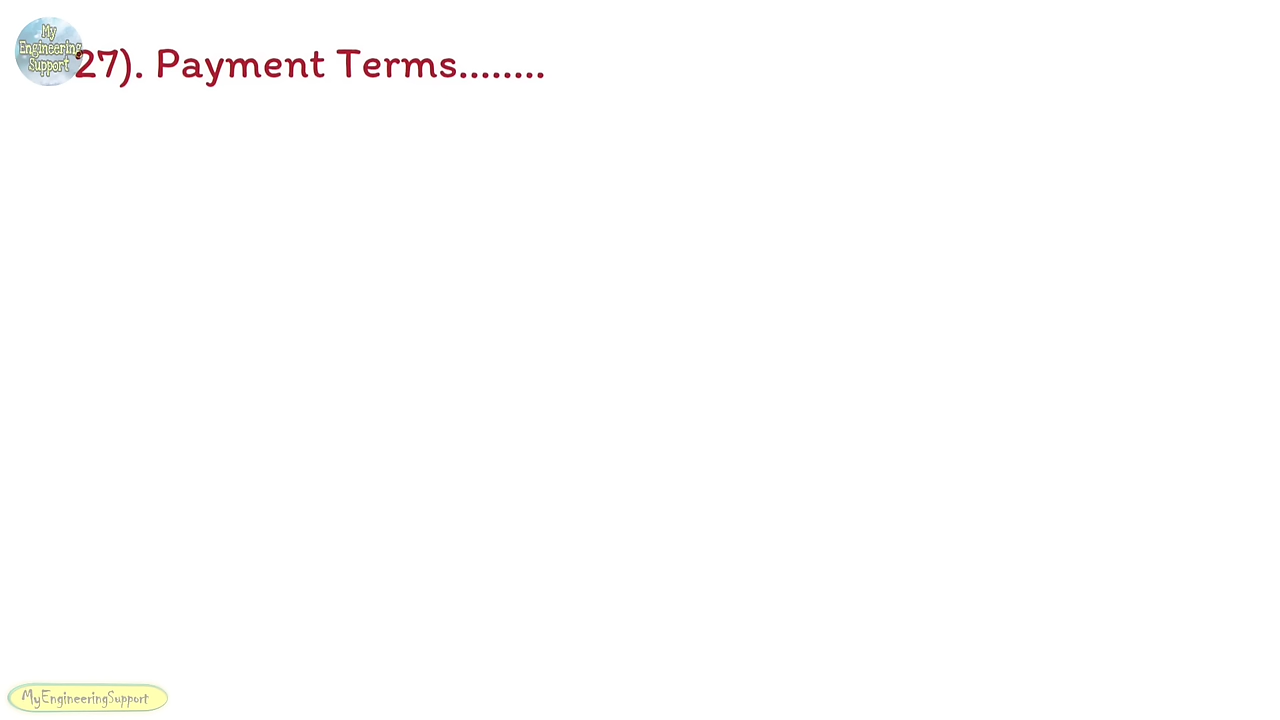 My
Engineering
Support
27). Payment Terms........
MyEngineeringSupport